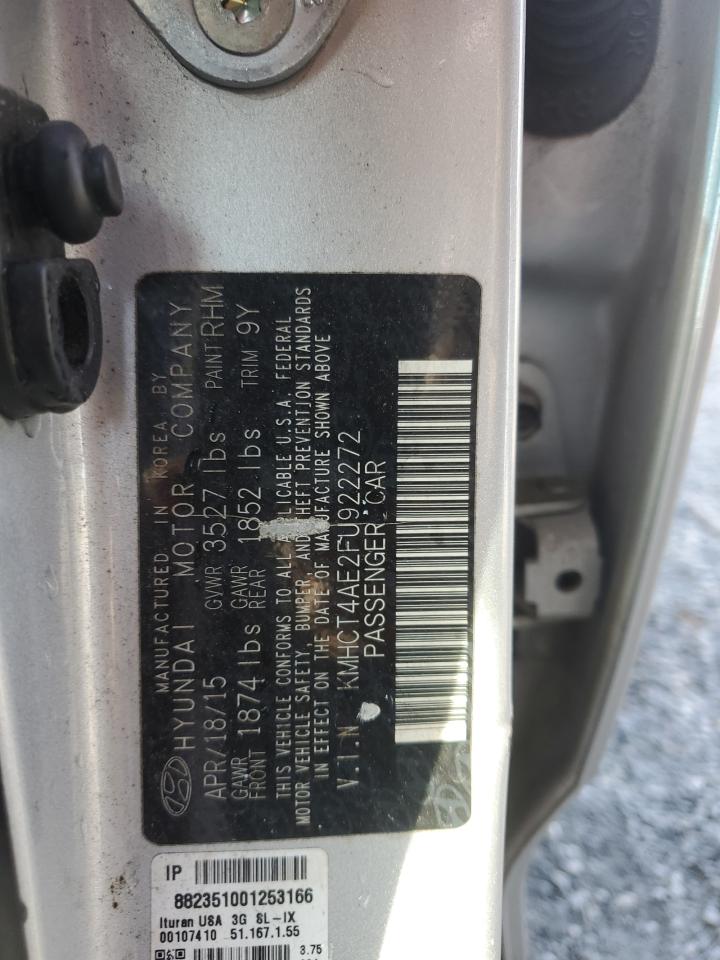 MANUFACTURED IN KOREA BY
HYUNDAI MOTOR COMPANY
APR/18/15 GVWR 3527 lbs PAINT RHM
GAWR FRONT 1874 lbs GAWR REAR 1852 lbs TRIM 9Y
THIS VEHICLE CONFORMS TO ALL APPLICABLE U.S.A. FEDERAL
MOTOR VEHICLE SAFETY, BUMPER, AND THEFT PREVENTION STANDARDS
IN EFFECT ON THE DATE OF MANUFACTURE SHOWN ABOVE
V.I.N KMHCT4AE2FU922272
PASSENGER CAR
IP
882351001253166
Ituran USA 3G SL-IX
00107410 51.167.1.55
3.75